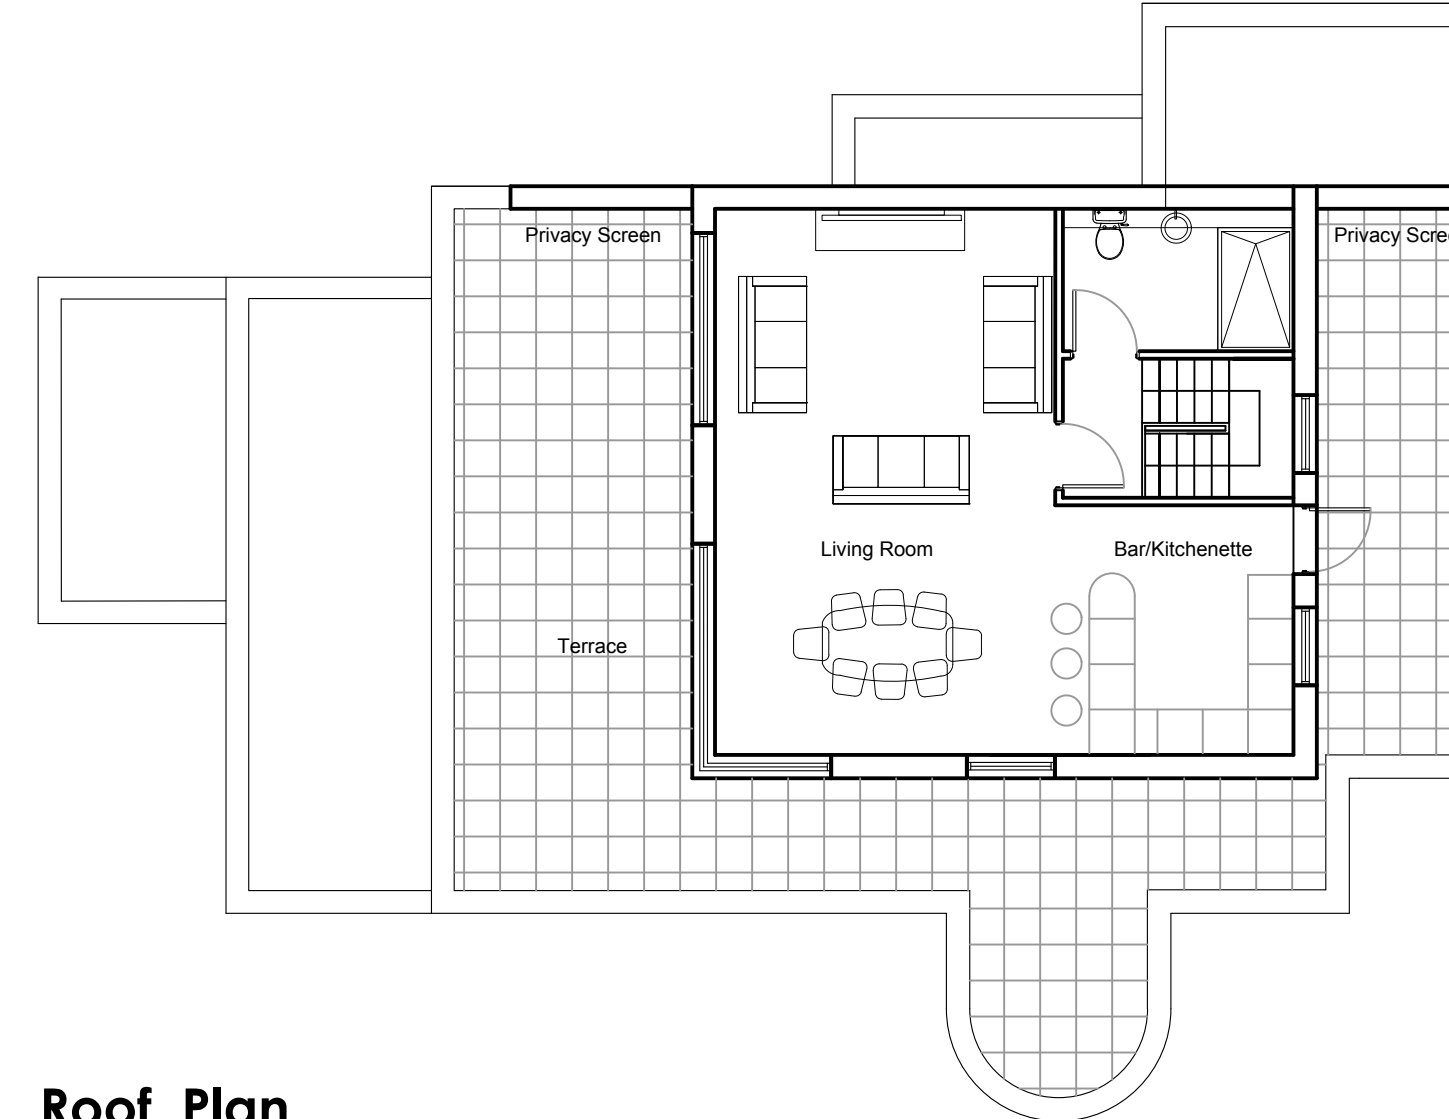 Privacy Screen
Privacy Scre
Living Room
Bar/Kitchenette
Terrace
Roof Plan